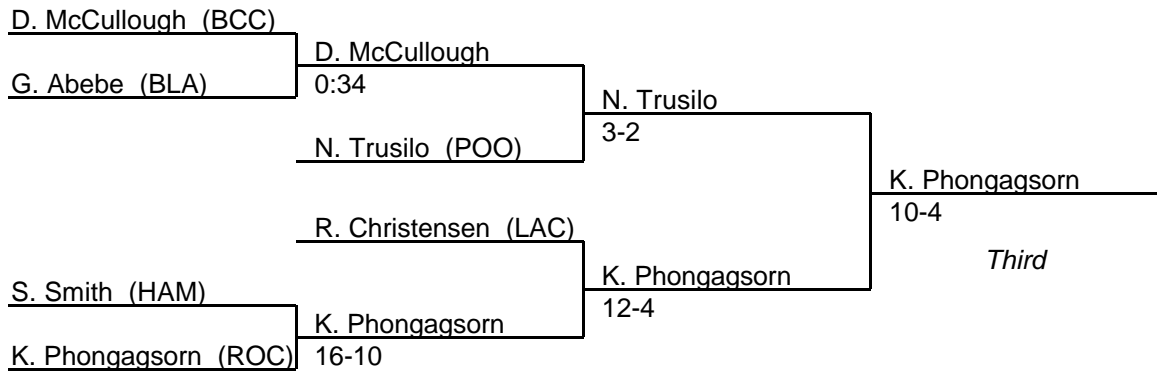 D. McCullough (BCC)
G. Abebe (BLA)
D. McCullough
0:34
N. Trusilo (POO)
N. Trusilo
3-2
R. Christensen (LAC)
S. Smith (HAM)
K. Phongagsorn (ROC)
K. Phongagsorn
16-10
K. Phongagsorn
12-4
K. Phongagsorn
10-4
Third